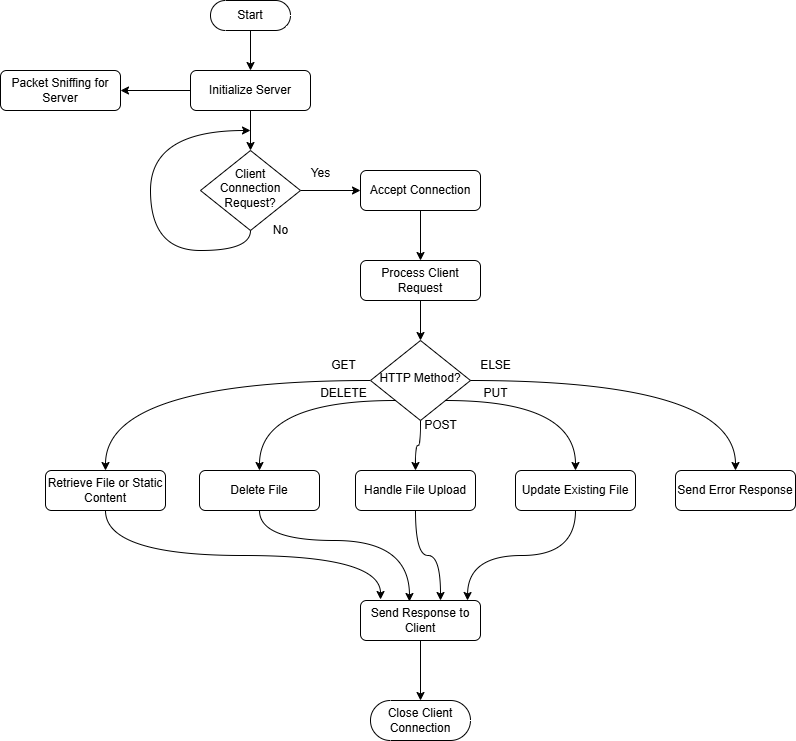 Start
Packet Sniffing for
Server
Initialize Server
Client
Connection
Request?
Yes
Accept Connection
No
Process Client
Request
GET
HTTP Method?
ELSE
DELETE
PUT
POST
Retrieve File or Static
Content
Delete File
Handle File Upload
Update Existing File
Send Error Response
Send Response to
Client
Close Client
Connection